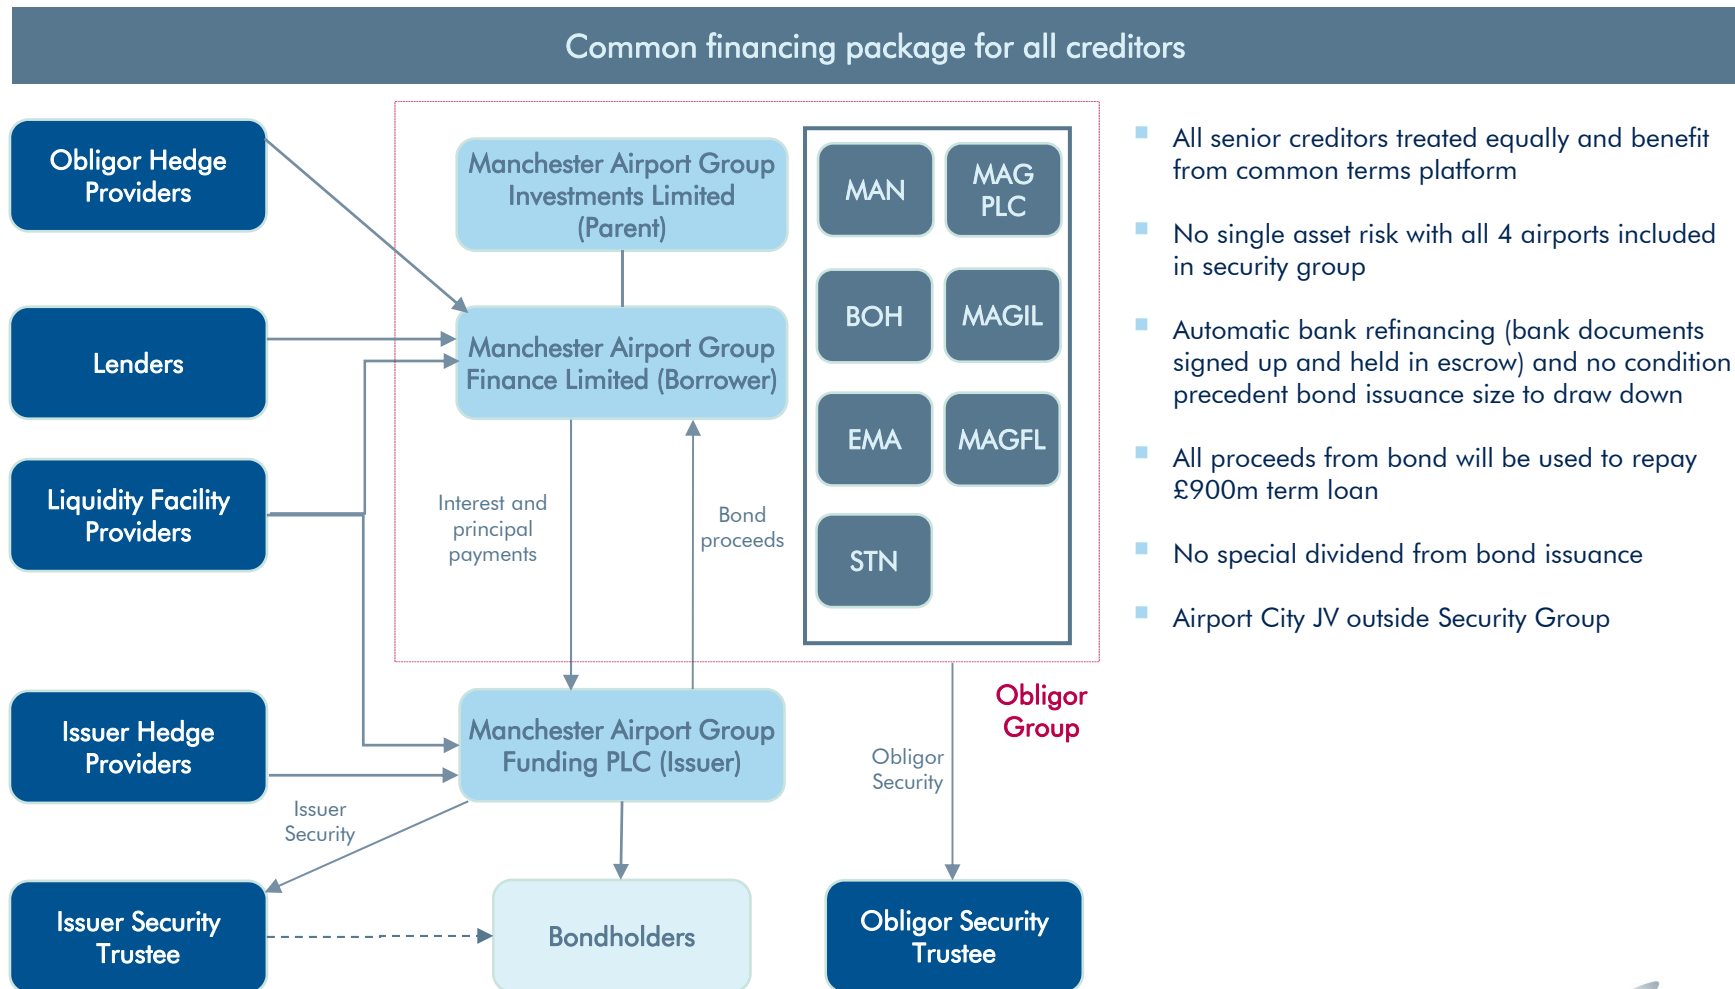 Common financing package for all creditors
Obligor Hedge
Providers
Lenders
Liquidity Facility
Providers
Issuer Hedge
Providers
Issuer
Security
Issuer Security
Trustee
Manchester Airport Group
Investments Limited
(Parent)
Manchester Airport Group
Finance Limited (Borrower)
Interest and
principal
payments
Bond
proceeds
Manchester Airport Group
Funding PLC (Issuer)
Bondholders
MAN
MAG
PLC
BOH
MAGIL
EMA
MAGFL
STN
Obligor
Group
Obligor
Security
Obligor Security
Trustee
All senior creditors treated equally and benefit
from common terms platform
No single asset risk with all 4 airports included
in security group
Automatic bank refinancing (bank documents
signed up and held in escrow) and no condition
precedent bond issuance size to draw down
All proceeds from bond will be used to repay
£900m term loan
No special dividend from bond issuance
Airport City JV outside Security Group